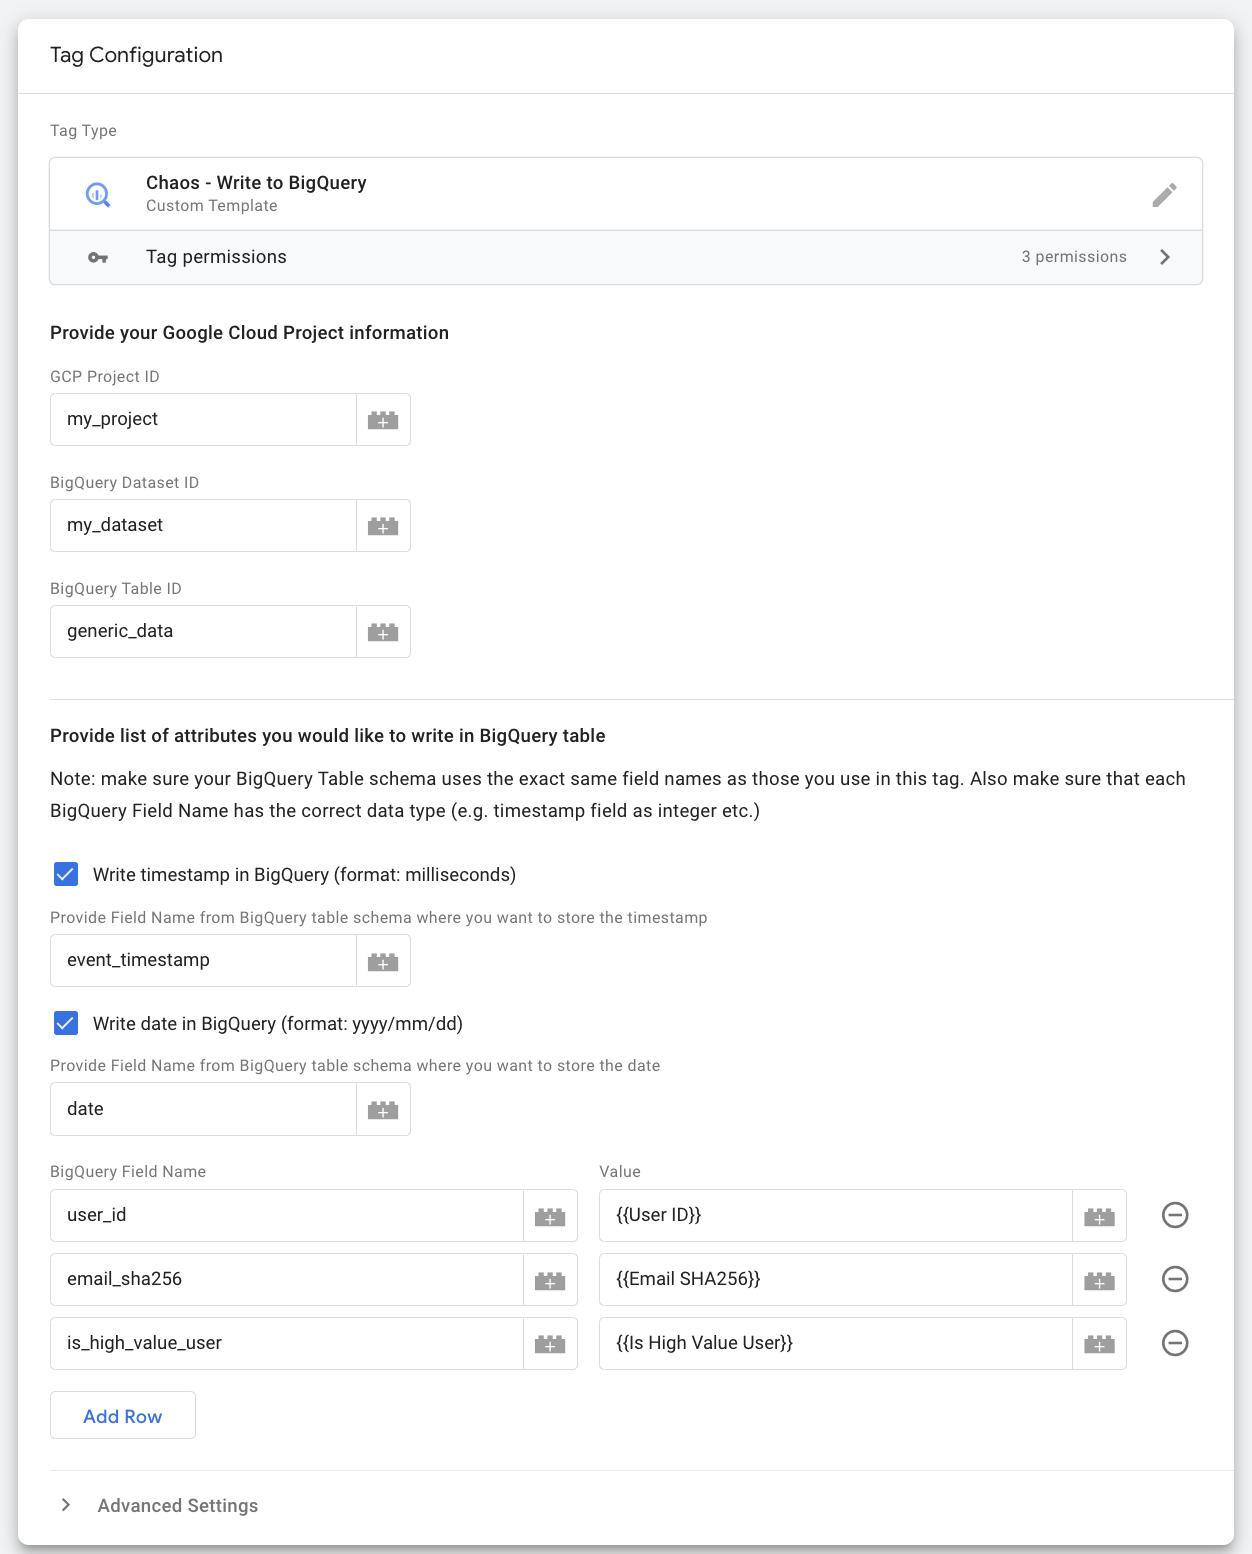 Tag Configuration
Tag Type
Chaos - Write to BigQuery
Custom Template
Tag permissions
3 permissions
Provide your Google Cloud Project information
GCP Project ID
my_project
BigQuery Dataset ID
my_dataset
BigQuery Table ID
generic_data
Provide list of attributes you would like to write in BigQuery table
Note: make sure your BigQuery Table schema uses the exact same field names as those you use in this tag. Also make sure that each
BigQuery Field Name has the correct data type (e.g. timestamp field as integer etc.)
Write timestamp in BigQuery (format: milliseconds)
Provide Field Name from BigQuery table schema where you want to store the timestamp
event_timestamp
Write date in BigQuery (format: yyyy/mm/dd)
Provide Field Name from BigQuery table schema where you want to store the date
date
BigQuery Field Name
Value
user_id
{{User ID}}
email_sha256
{{Email SHA256}}
is_high_value_user
{{Is High Value User}}
Add Row
Advanced Settings